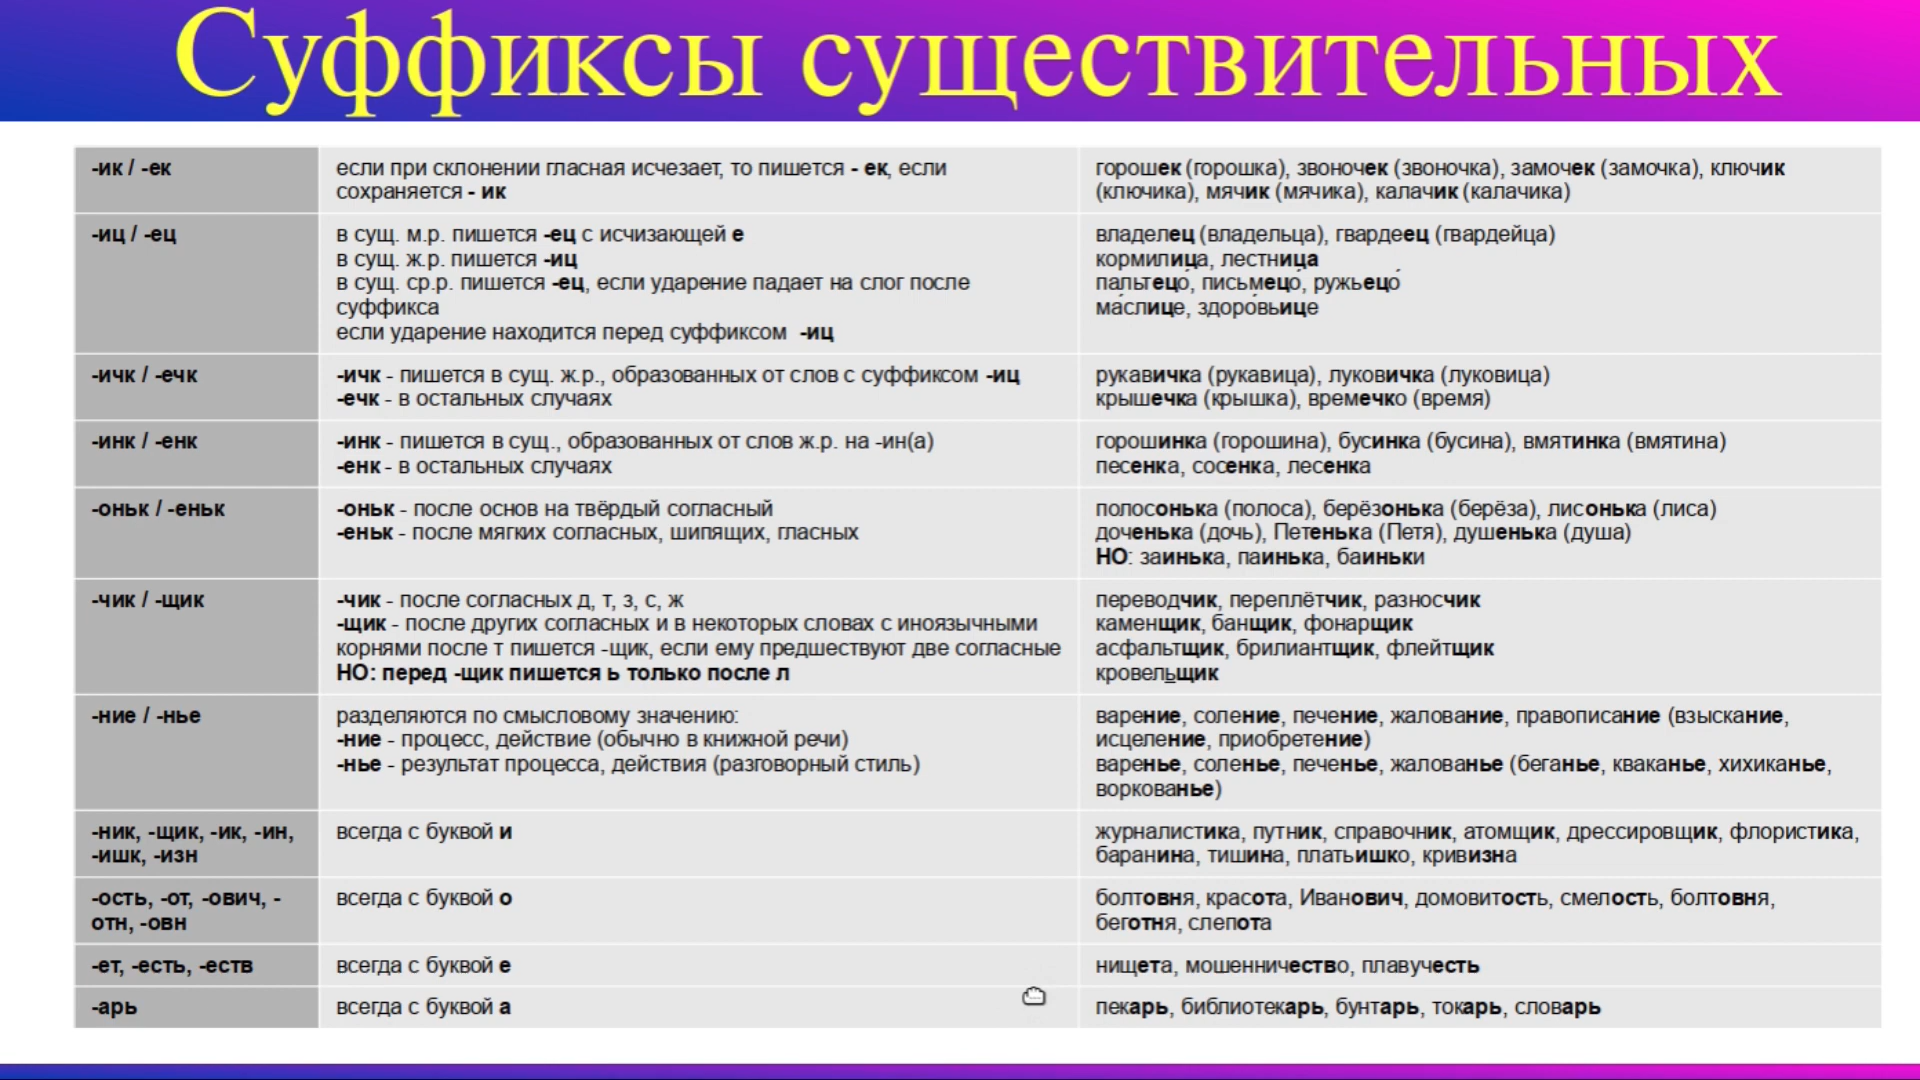 Суффиксы существительных
-ик / -ек
если при склонении гласная исчезает, то пишется - ек, если
сохраняется - ик
горошек (горошка), звоночек (звоночка), замочек (замочка), ключик
(ключика), мячик (мячика), калачик (калачика)
-иц / -ец
в сущ. м.р. пишется -ец с исчизающей е
в сущ. ж.р. пишется -иц
в сущ. ср.р. пишется -ец, если ударение падает на слог после
суффикса
если ударение находится перед суффиксом -иц
владелец (владельца), гвардеец (гвардейца)
кормилица, лестница
пальтецо́, письмецо́, ружьецо́
ма́слице, здоро́вьице
-ичк / -ечк
-ичк - пишется в сущ. ж.р., образованных от слов с суффиксом -иц
-ечк - в остальных случаях
рукавичка (рукавица), луковичка (луковица)
крышечка (крышка), времечко (время)
-инк / -енк
-инк - пишется в сущ., образованных от слов ж.р. на -ин(а)
-енк - в остальных случаях
горошинка (горошина), бусинка (бусина), вмятинка (вмятина)
песенка, сосенка, лесенка
-оньк / -еньк
-оньк - после основ на твёрдый согласный
-еньк - после мягких согласных, шипящих, гласных
полосонька (полоса), берёзонька (берёза), лисонька (лиса)
доченька (дочь), Петенька (Петя), душенька (душа)
НО: заинька, паинька, баиньки
-чик / -щик
-чик - после согласных д, т, з, с, ж
-щик - после других согласных и в некоторых словах с иноязычными
корнями после т пишется -щик, если ему предшествуют две согласные
НО: перед -щик пишется ь только после л
переводчик, переплётчик, разносчик
каменщик, банщик, фонарщик
асфальтщик, брилиантщик, флейтщик
кровельщик
-ние / -нье
разделяются по смысловому значению:
-ние - процесс, действие (обычно в книжной речи)
-нье - результат процесса, действия (разговорный стиль)
варение, соление, печение, жалование, правописание (взыскание,
исцеление, приобретение)
варенье, соленье, печенье, жалованье (беганье, кваканье, хихиканье,
воркованье)
-ник, -щик, -ик, -ин,
-ишк, -изн
всегда с буквой и
журналистика, путник, справочник, атомщик, дрессировщик, флористика,
баранина, тишина, платьишко, кривизна
-ость, -от, -ович, -
отн, -овн
всегда с буквой о
болтовня, красота, Иванович, домовитость, смелость, болтовня,
беготня, слепота
-ет, -есть, -еств
всегда с буквой е
нищета, мошенничество, плавучесть
-арь
всегда с буквой а
пекарь, библиотекарь, бунтарь, токарь, словарь